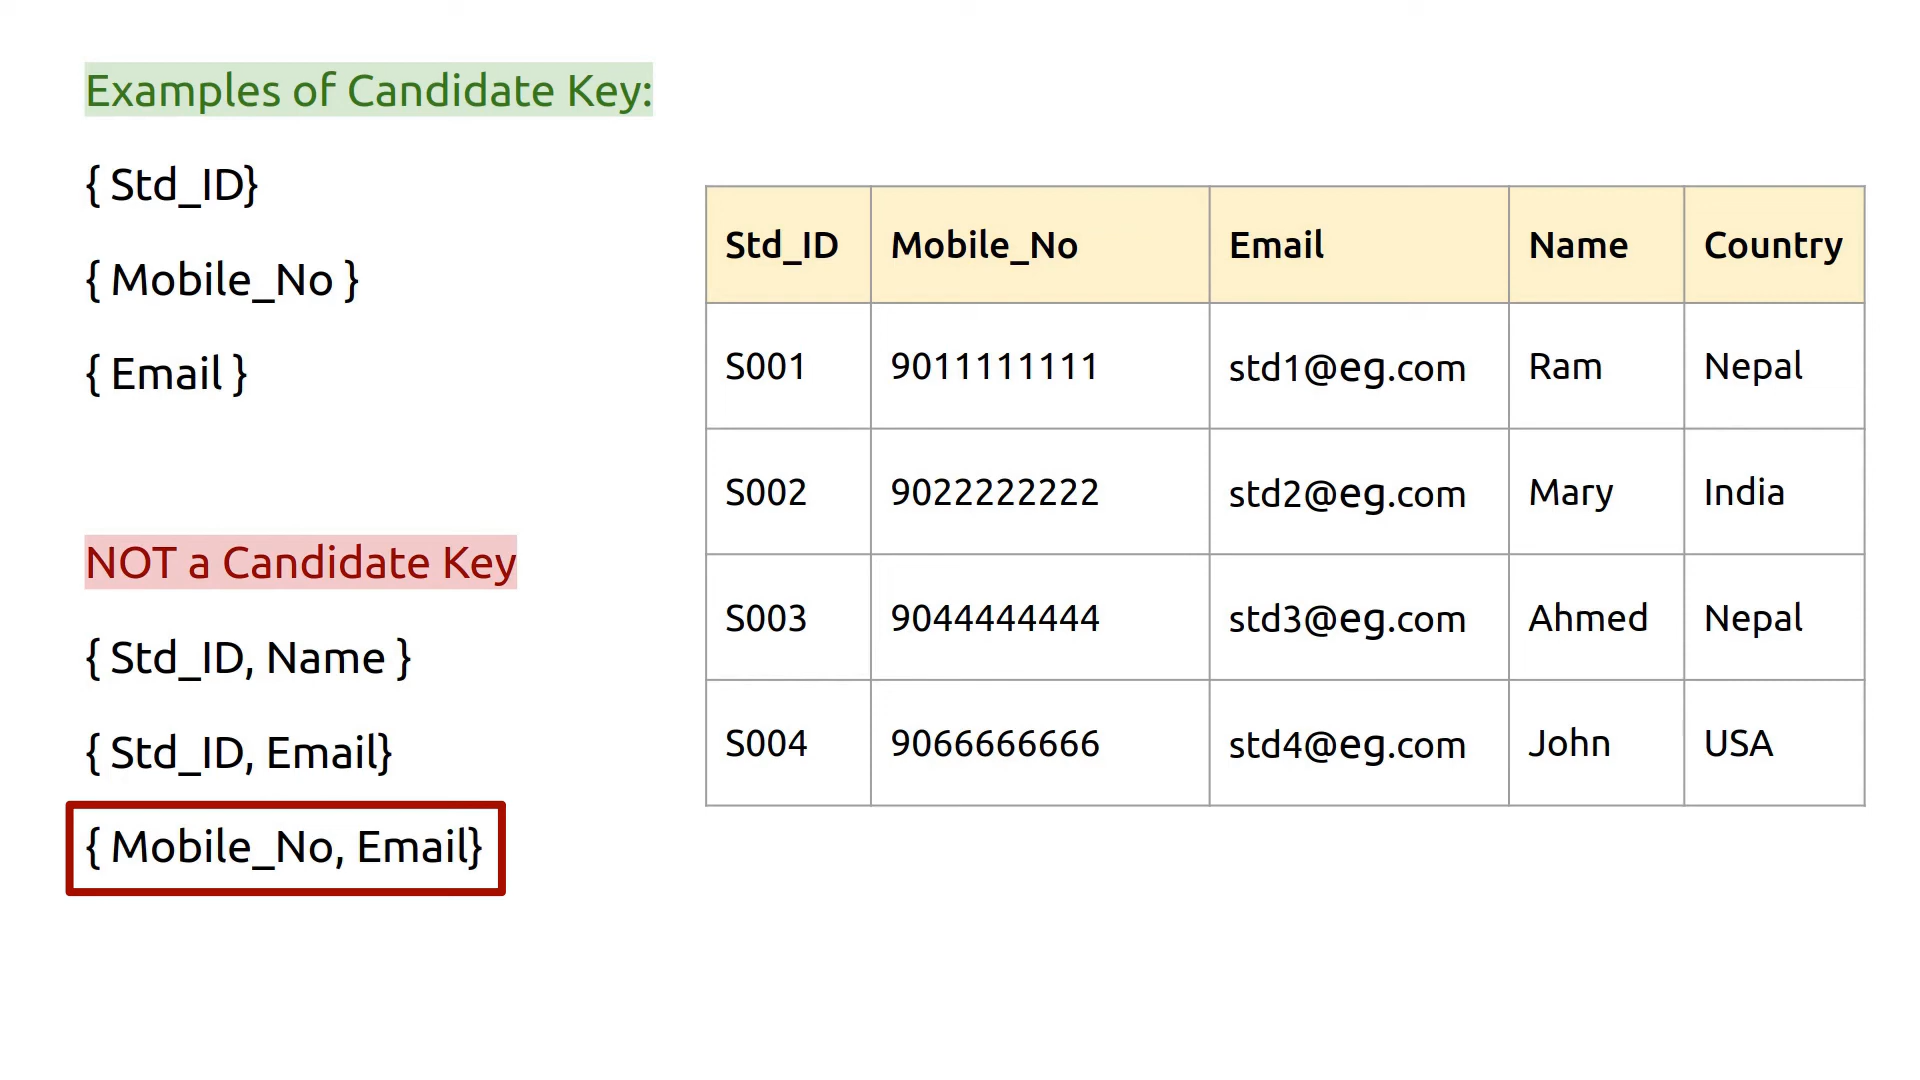 Examples of Candidate Key:
{ Std_ID}
{ Mobile_No }
{ Email }
NOT a Candidate Key
{ Std_ID, Name }
{ Std_ID, Email}
{ Mobile_No, Email}
Std_ID Mobile_No Email Name Country
S001 9011111111 std1@eg.com Ram Nepal
S002 9022222222 std2@eg.com Mary India
S003 9044444444 std3@eg.com Ahmed Nepal
S004 9066666666 std4@eg.com John USA